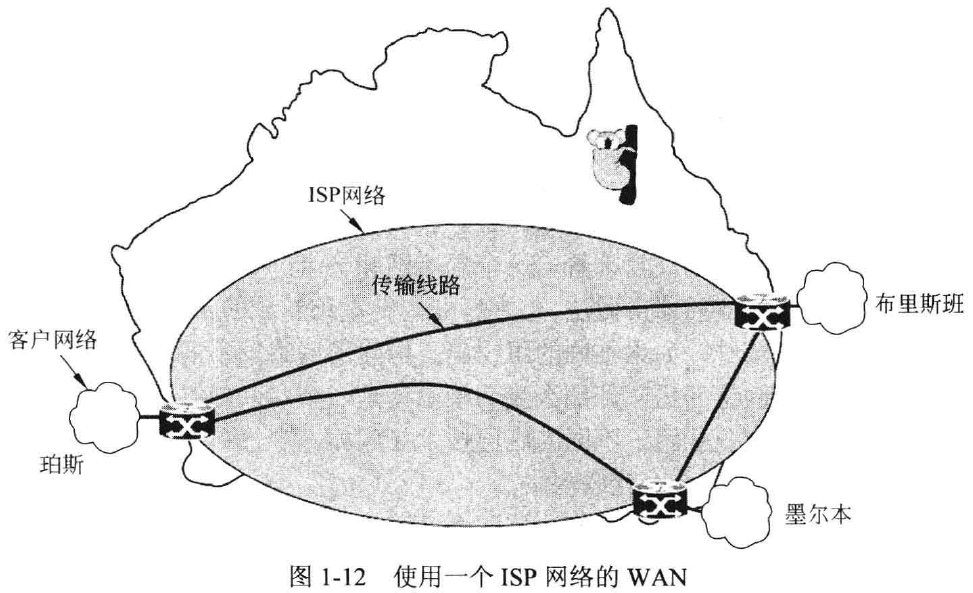 ISP网络
传输线路
布里斯班
客户网络
珀斯
墨尔本
图 1-12 使用一个 ISP 网络的 WAN